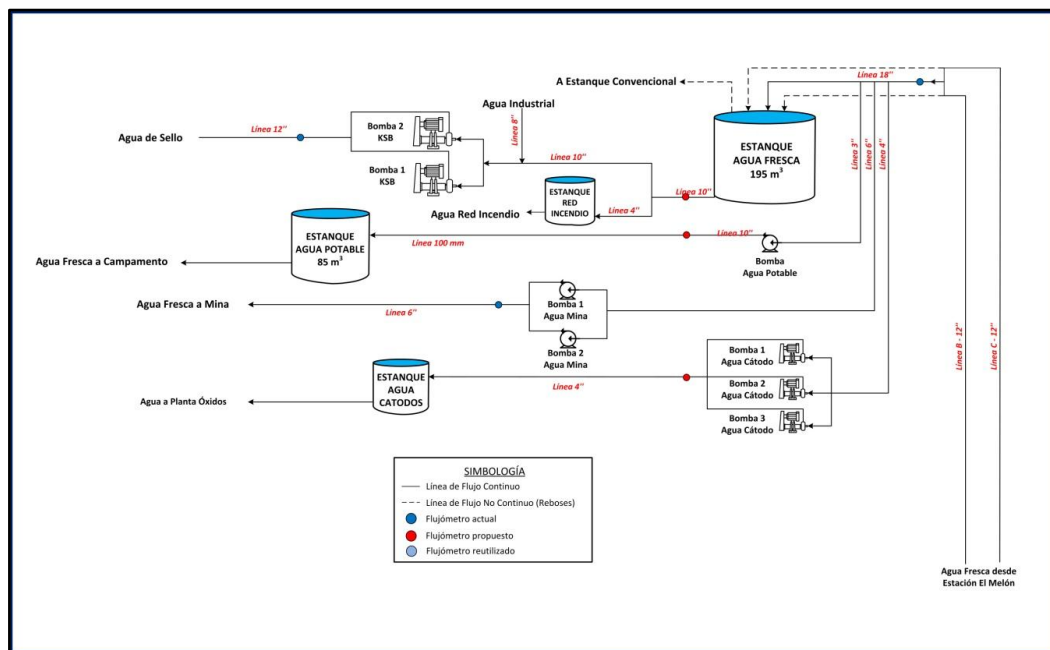 A Estanque Convencional
Línea 18''
Agua Industrial
Agua de Sello
Línea 12''
Bomba 2
KSB
Bomba 1
KSB
Línea 8''
Línea 10''
ESTANQUE
AGUA FRESCA
195 m³
Línea 3''
Línea 6''
Línea 4''
ESTANQUE
RED
INCENDIO
Línea 10''
Línea 4''
Agua Red Incendio
ESTANQUE
AGUA POTABLE
85 m³
Línea 100 mm
Línea 10''
Bomba
Agua Potable
Agua Fresca a Campamento
Agua Fresca a Mina
Línea 6''
Bomba 1
Agua Mina
Bomba 2
Agua Mina
Línea B - 12''
Línea C - 12''
ESTANQUE
AGUA
CATODOS
Línea 4''
Bomba 1
Agua Cátodo
Bomba 2
Agua Cátodo
Bomba 3
Agua Cátodo
Agua a Planta Óxidos
SIMBOLOGÍA
Línea de Flujo Continuo
Línea de Flujo No Continuo (Reboses)
Flujómetro actual
Flujómetro propuesto
Flujómetro reutilizado
Agua Fresca desde
Estación El Melón